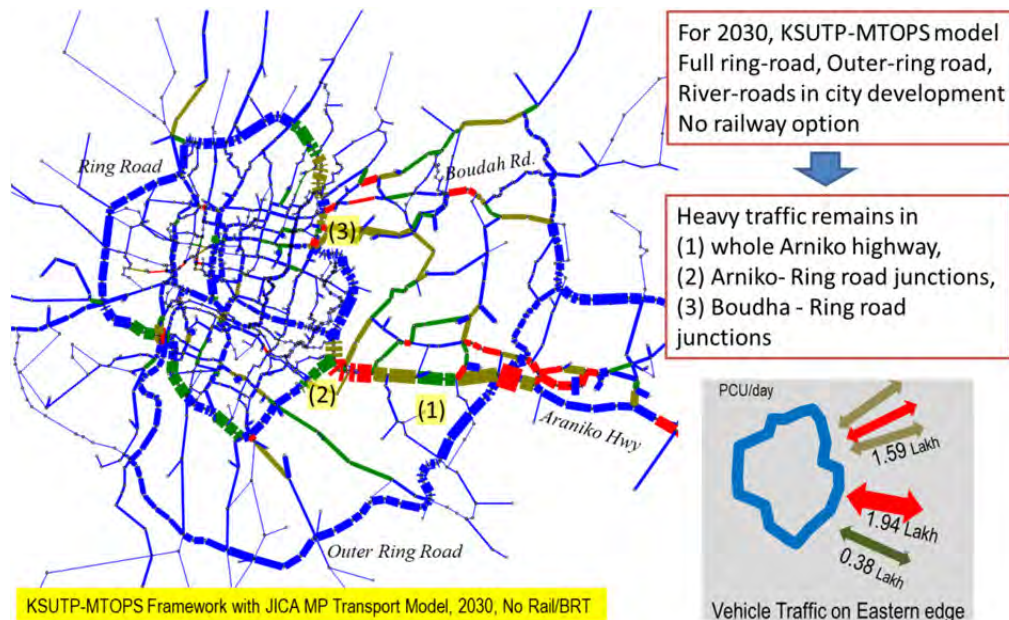 For 2030, KSUTP-MTOPS model
Full ring-road, Outer-ring road,
River-roads in city development
No railway option
Ring Road
Boudah Rd.
(3)
Heavy traffic remains in
(1) whole Arniko highway,
(2) Arniko- Ring road junctions,
(3) Boudha - Ring road
junctions
(2)
(1)
Araniko Hwy
Outer Ring Road
PCU/day
1.59 Lakh
1.94 Lakh
0.38 Lakh
Vehicle Traffic on Eastern edge
KSUTP-MTOPS Framework with JICA MP Transport Model, 2030, No Rail/BRT